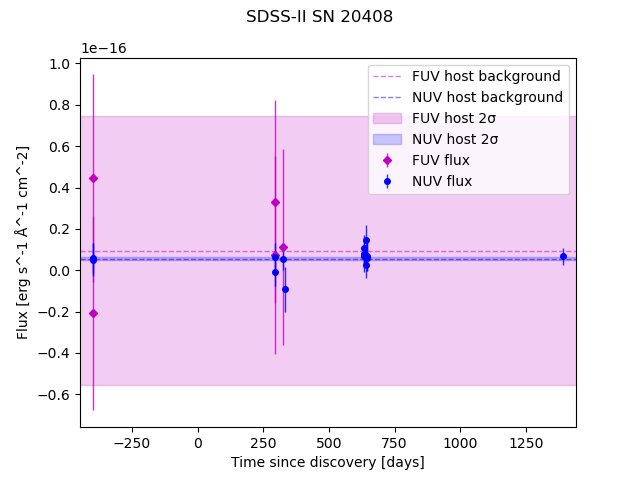 SDSS-II SN 20408
1e−16
1.0
0.8
0.6
0.4
0.2
0.0
−0.2
−0.4
−0.6
Flux [erg s^-1 Å^-1 cm^-2]
FUV host background
NUV host background
FUV host 2σ
NUV host 2σ
FUV flux
NUV flux
−250
0
250
500
750
1000
1250
Time since discovery [days]